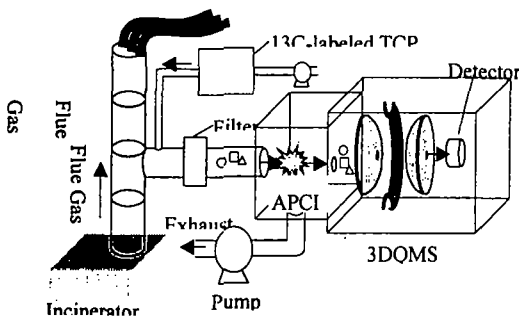 13C-labeled TCP
Detector
Flue
Gas
Filter
Flue Gas
APCI
Exhaust
3DQMS
Pump
Incinerator